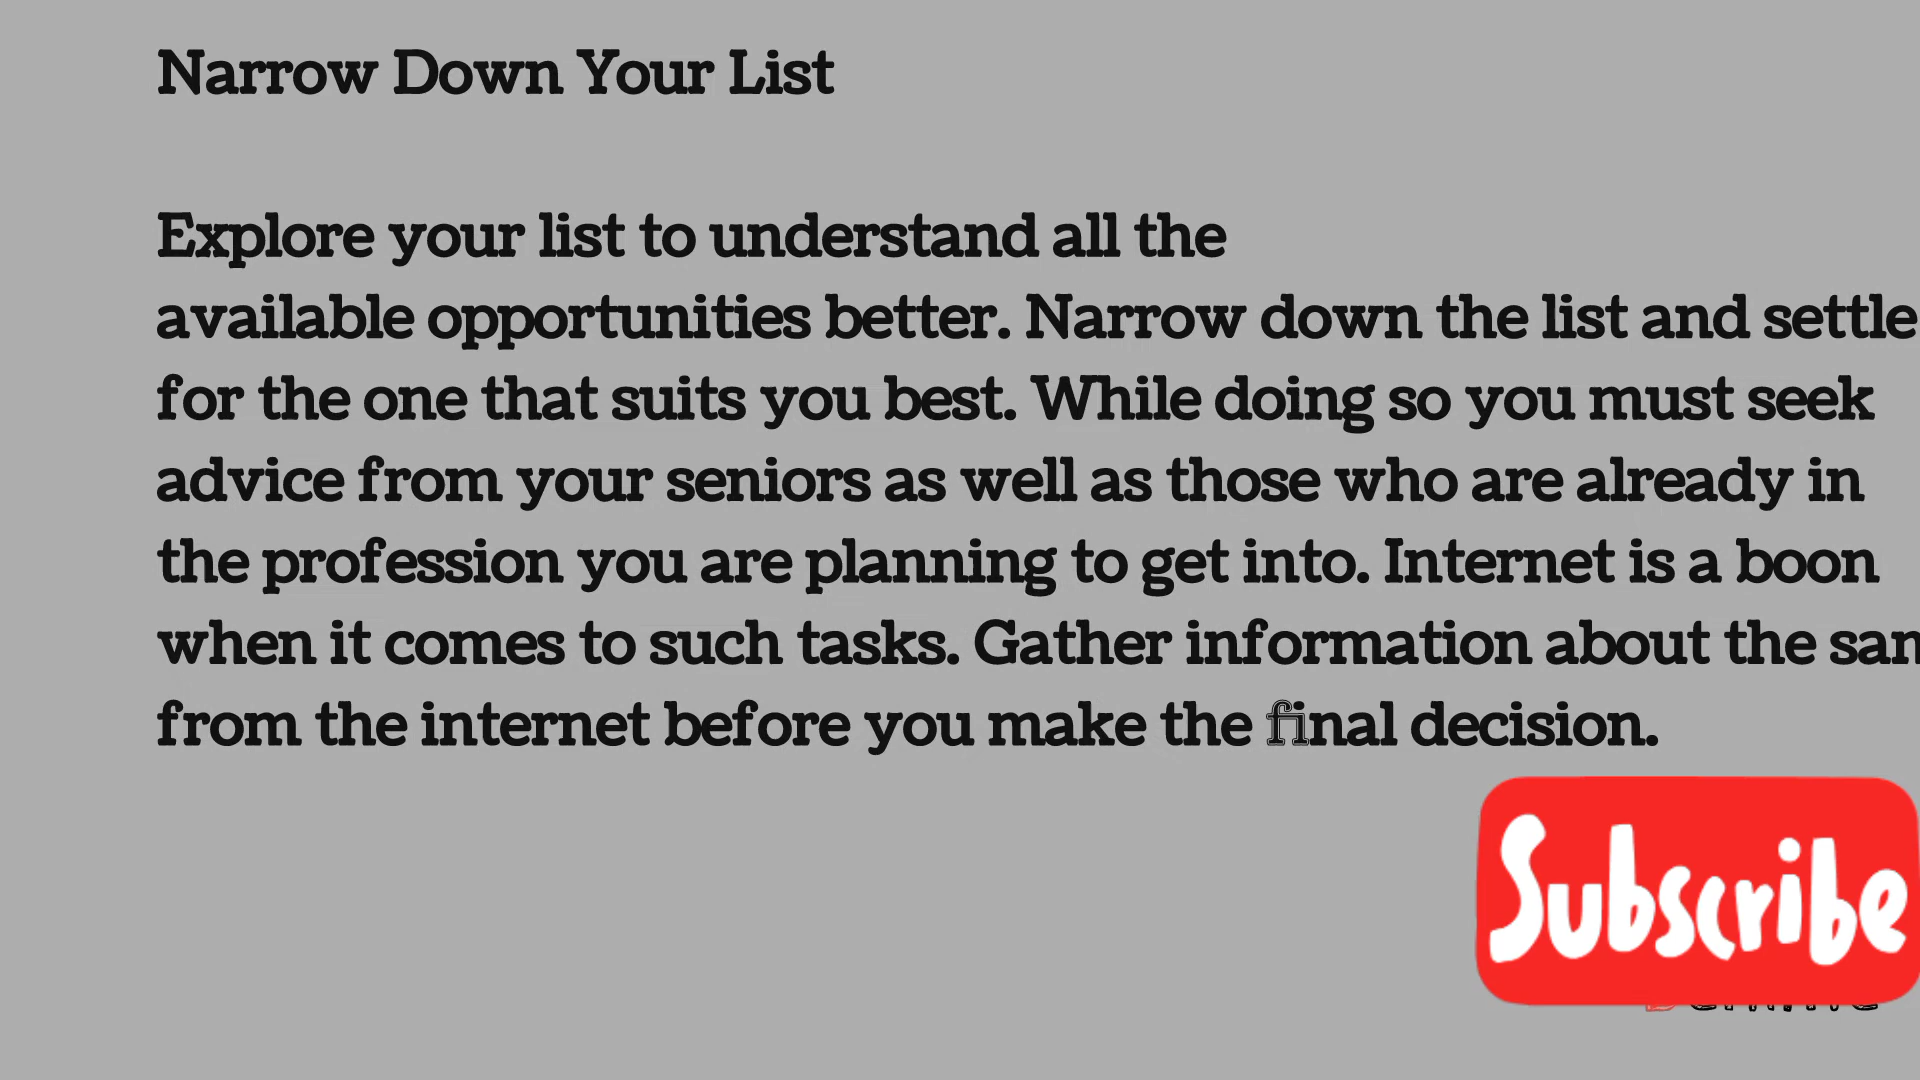 Narrow Down Your List
Explore your list to understand all the
available opportunities better. Narrow down the list and settle
for the one that suits you best. While doing so you must seek
advice from your seniors as well as those who are already in
the profession you are planning to get into. Internet is a boon
when it comes to such tasks. Gather information about the
from the internet before you make the final decision.
Subscribe